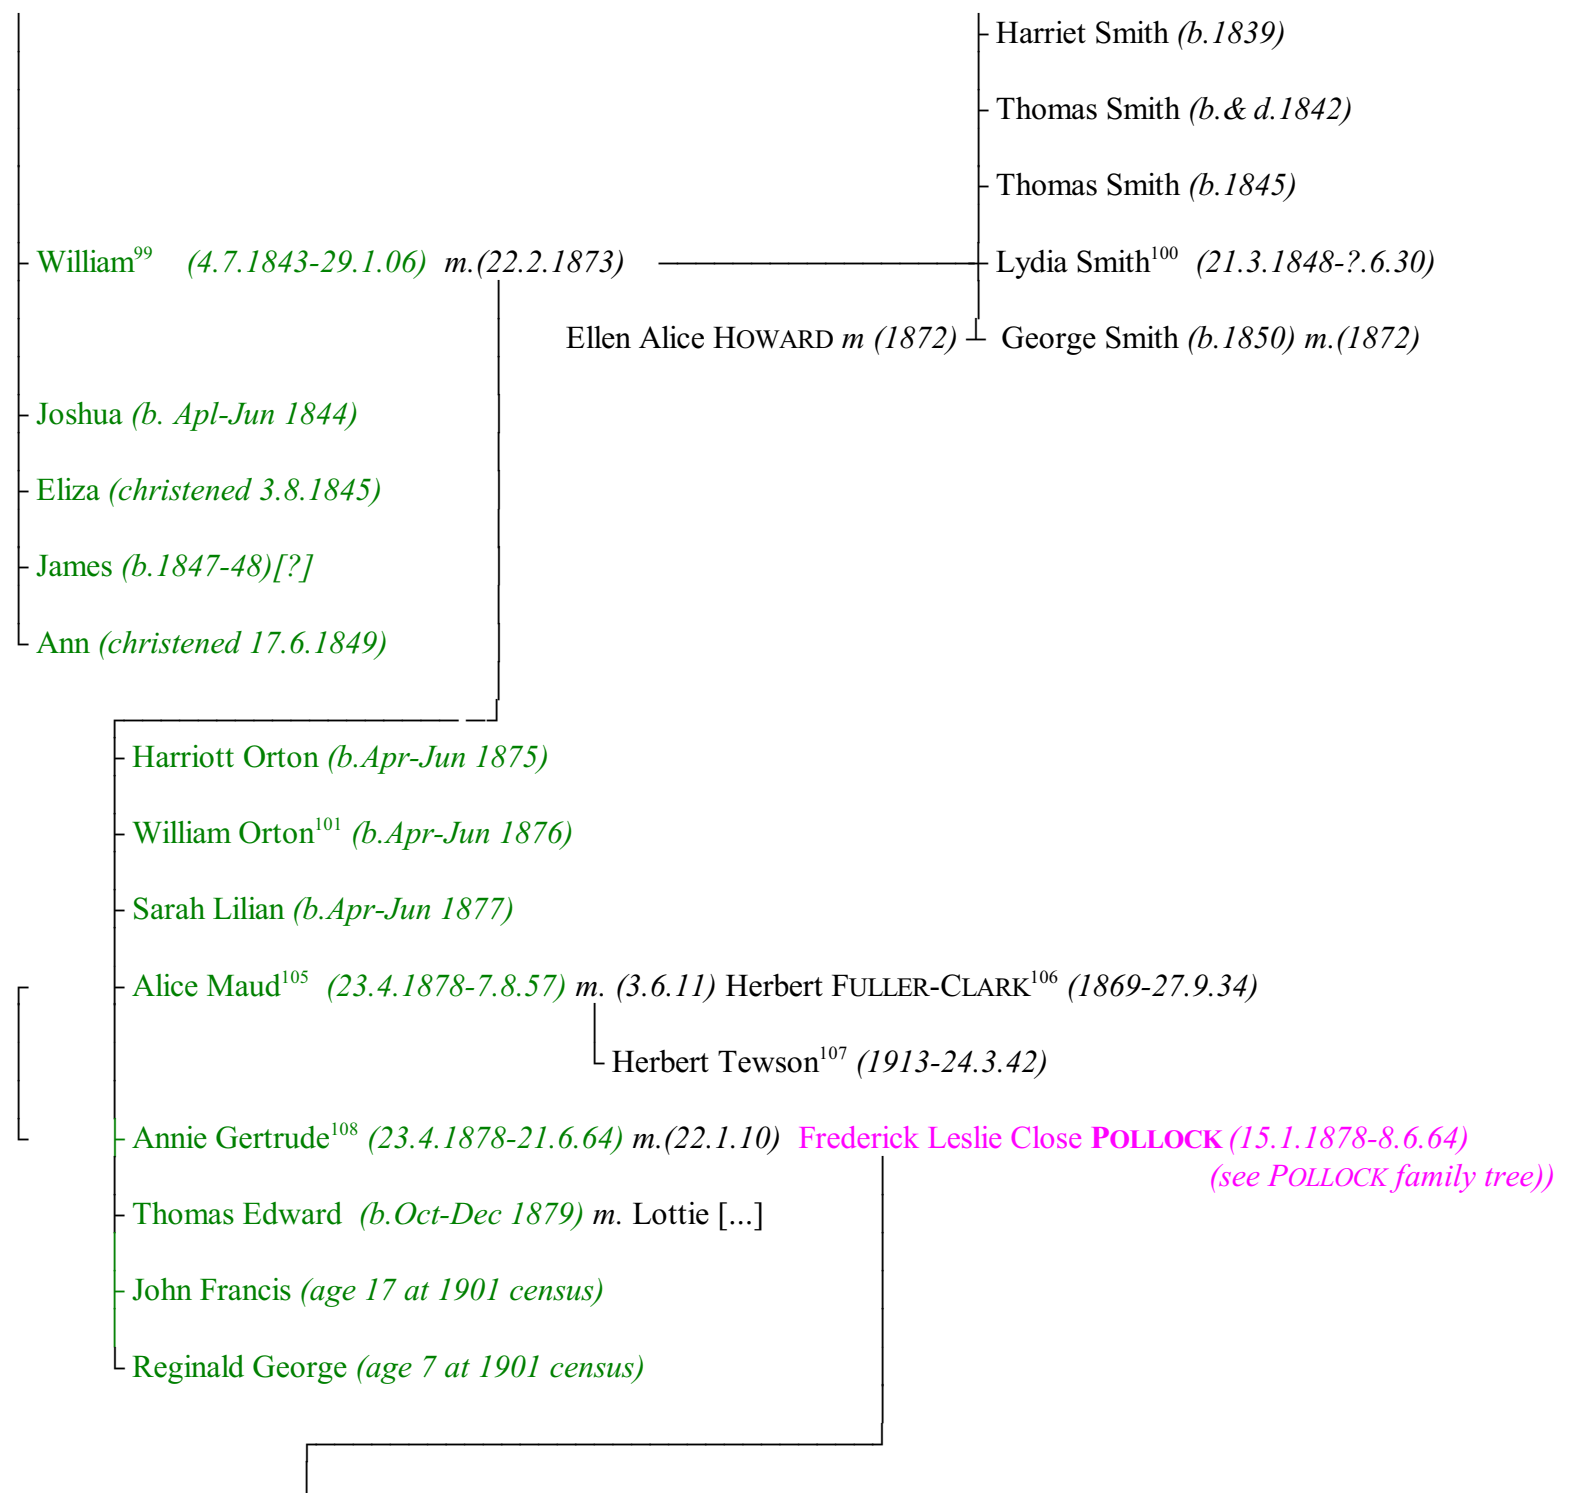 Harriet Smith (b.1839)
Thomas Smith (b.& d.1842)
Thomas Smith (b.1845)
William99 (4.7.1843-29.1.06) m.(22.2.1873) Lydia Smith100 (21.3.1848-?.6.30)
Ellen Alice HOWARD m (1872) George Smith (b.1850) m.(1872)
Joshua (b. Apl-Jun 1844)
Eliza (christened 3.8.1845)
James (b.1847-48)[?]
Ann (christened 17.6.1849)
Harriott Orton (b.Apr-Jun 1875)
William Orton101 (b.Apr-Jun 1876)
Sarah Lilian (b.Apr-Jun 1877)
Alice Maud105 (23.4.1878-7.8.57) m. (3.6.11) Herbert FULLER-CLARK106 (1869-27.9.34)
Herbert Tewson107 (1913-24.3.42)
Annie Gertrude108 (23.4.1878-21.6.64) m.(22.1.10) Frederick Leslie Close POLLOCK (15.1.1878-8.6.64)
(see POLLOCK family tree))
Thomas Edward (b.Oct-Dec 1879) m. Lottie [...]
John Francis (age 17 at 1901 census)
Reginald George (age 7 at 1901 census)